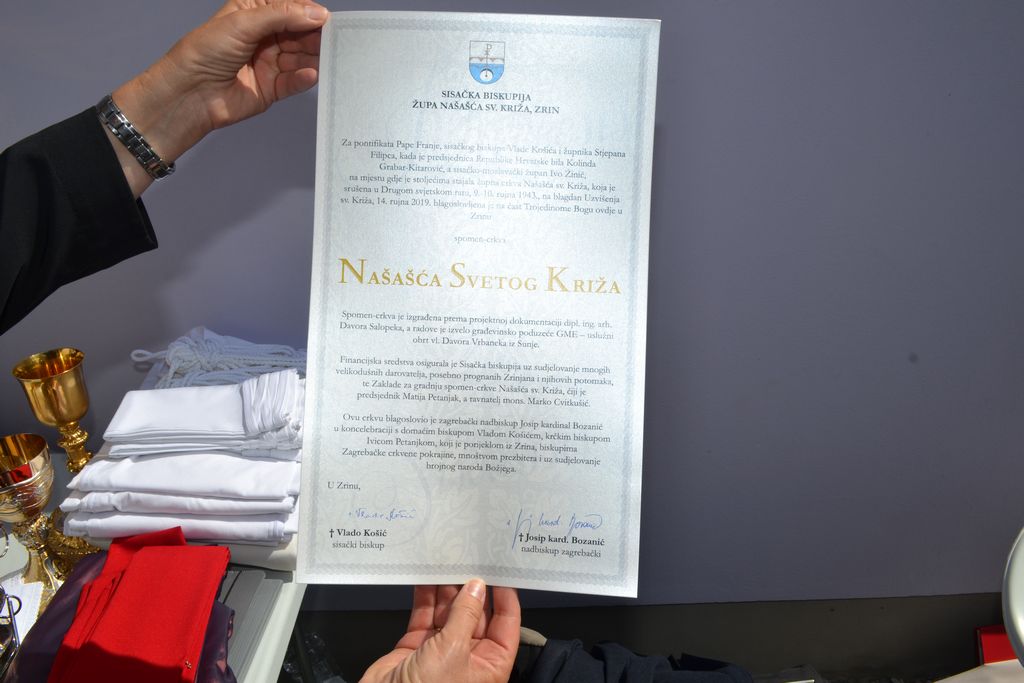 SISAČKA BISKUPIJA
ŽUPA NAŠAŠĆA SV. KRIŽA, ZRIN
Za pontifikata Pape Franje, sisačkog biskupa Vlade Košića i župnika Stjepana
Filipca, kada je predsjednica Republike Hrvatske bila Kolinda
Grabar-Kitarović, a sisačko-moslavački župan Ivo Žinić,
na mjestu gdje je stoljećima stajala župna crkva Našašća sv. Križa, koja je
srušena u Drugom svjetskom ratu, 9.-10. rujna 1943., na blagdan Uzvišenja
sv. Križa, 14. rujna 2019. blagoslovljena je na čast Trojedinome Bogu ovdje u
Zrinu
spomen-crkva
NAŠAŠĆA SVETOG KRIŽA
Spomen-crkva je izgrađena prema projektnoj dokumentaciji dipl. ing. arh.
Davora Salopeka, a radove je izvelo građevinsko poduzeće GME – uslužni
obrt vl. Davora Vrbaneka iz Sunje.
Financijska sredstva osigurala je Sisačka biskupija uz sudjelovanje mnogih
velikodušnih darovatelja, posebno prognanih Zrinjana i njihovih potomaka,
te Zaklade za gradnju spomen-crkve Našašća sv. Križa, čiji je
predsjednik Matija Petanjak, a ravnatelj mons. Marko Cvitkušić.
Ovu crkvu blagoslovio je zagrebački nadbiskup Josip kardinal Bozanić
u koncelebraciji s domaćim biskupom Vladom Košićem, krčkim biskupom
Ivicom Petanjkom, koji je porijeklom iz Zrina, biskupima
Zagrebačke crkvene pokrajine, mnoštvom prezbitera i uz sudjelovanje
brojnog naroda Božjega.
U Zrinu,
+ Vlado Košić
+ J. kard. Bozanić
† Vlado Košić
sisački biskup
† Josip kard. Bozanić
nadbiskup zagrebački